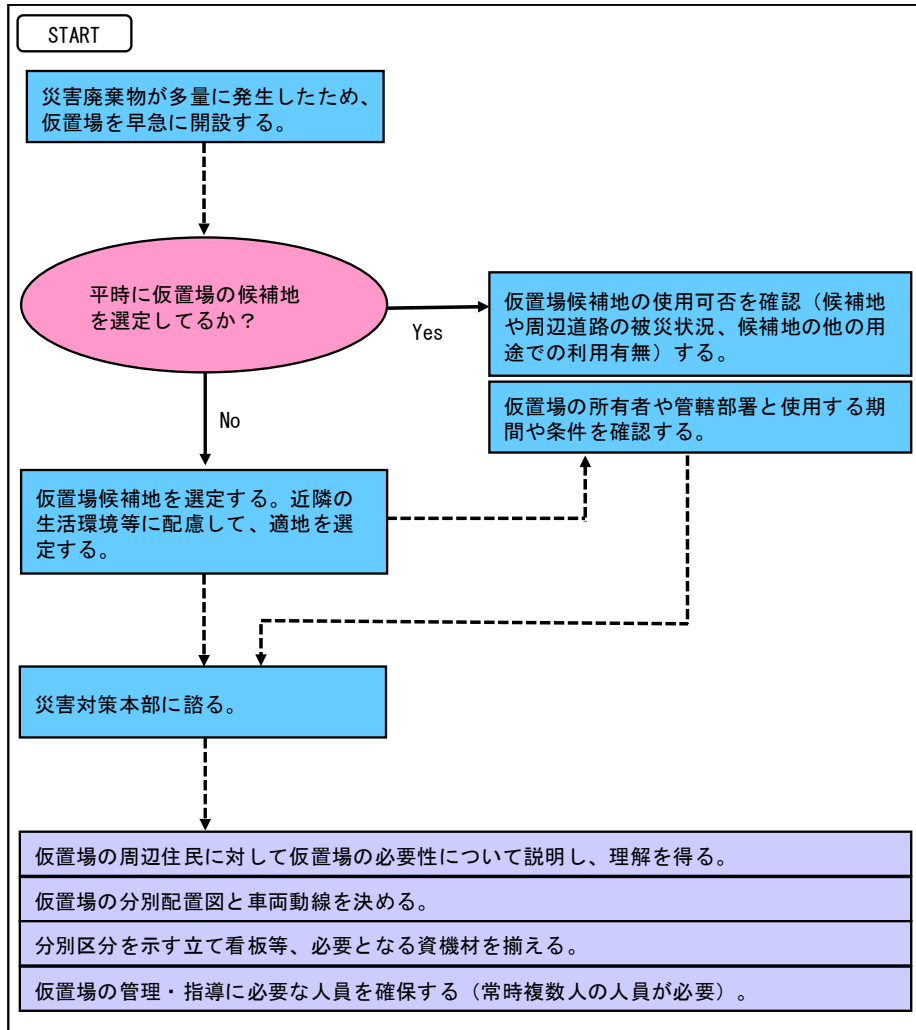 START
災害廃棄物が多量に発生したため、
仮置場を早急に開設する。
平時に仮置場の候補地
を選定してるか？
Yes
仮置場候補地の使用可否を確認（候補地
や周辺道路の被災状況、候補地の他の用
途での利用有無）する。
仮置場の所有者や管轄部署と使用する期
間や条件を確認する。
No
仮置場候補地を選定する。近隣の
生活環境等に配慮して、適地を選
定する。
災害対策本部に諮る。
仮置場の周辺住民に対して仮置場の必要性について説明し、理解を得る。
仮置場の分別配置図と車両動線を決める。
分別区分を示す立て看板等、必要となる資機材を揃える。
仮置場の管理・指導に必要な人員を確保する（常時複数人の人員が必要）。